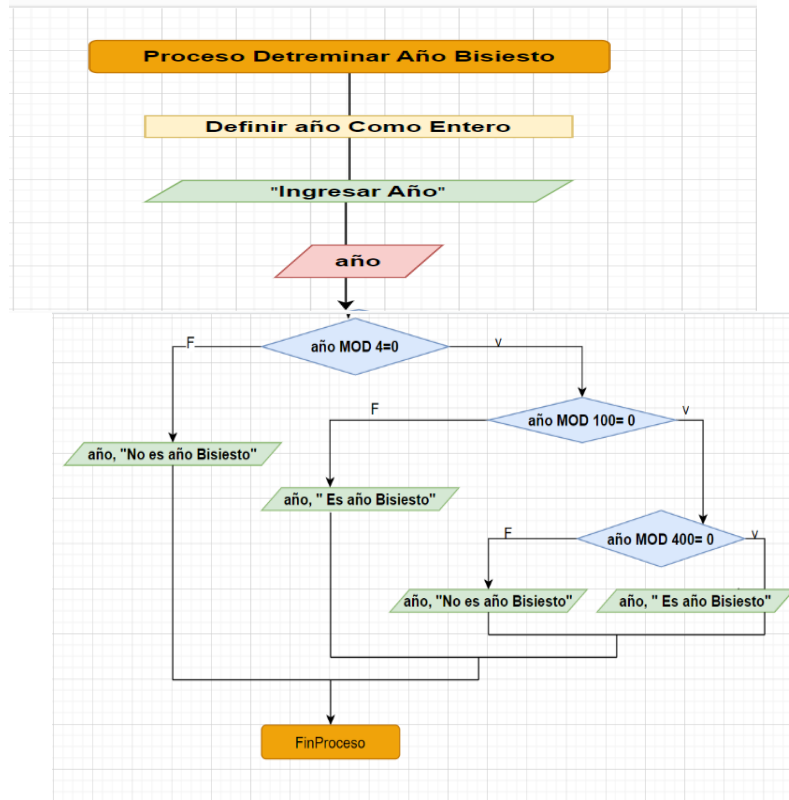 Proceso Detreminar Año Bisiesto
Definir año Como Entero
"Ingresar Año"
año
año MOD 4=0
F
v
año MOD 100= 0
F
v
año, "No es año Bisiesto"
año, " Es año Bisiesto"
año MOD 400= 0
F
v
año, "No es año Bisiesto"
año, " Es año Bisiesto"
FinProceso